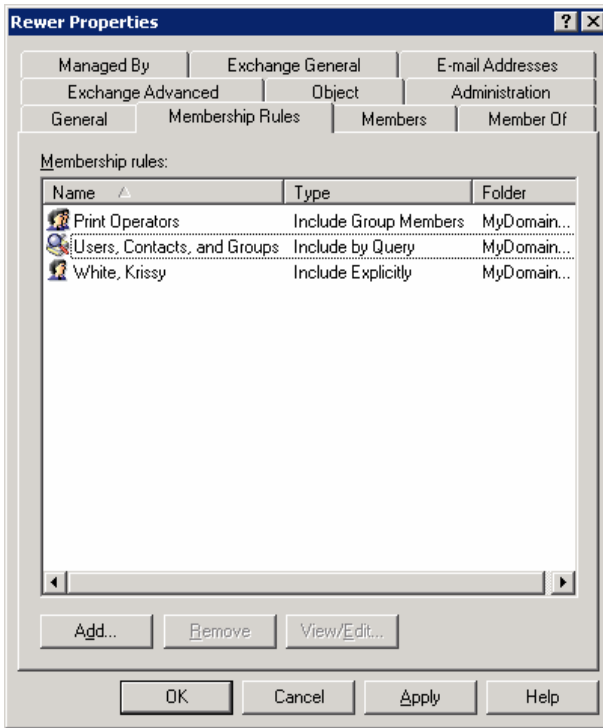 Rewer Properties
Managed By Exchange General E-mail Addresses
Exchange Advanced Object Administration
General Membership Rules Members Member Of
Membership rules:
Name Type Folder
Print Operators Include Group Members MyDomain...
Users, Contacts, and Groups Include by Query MyDomain...
White, Krissy Include Explicitly MyDomain...
Add... Remove View/Edit...
OK Cancel Apply Help